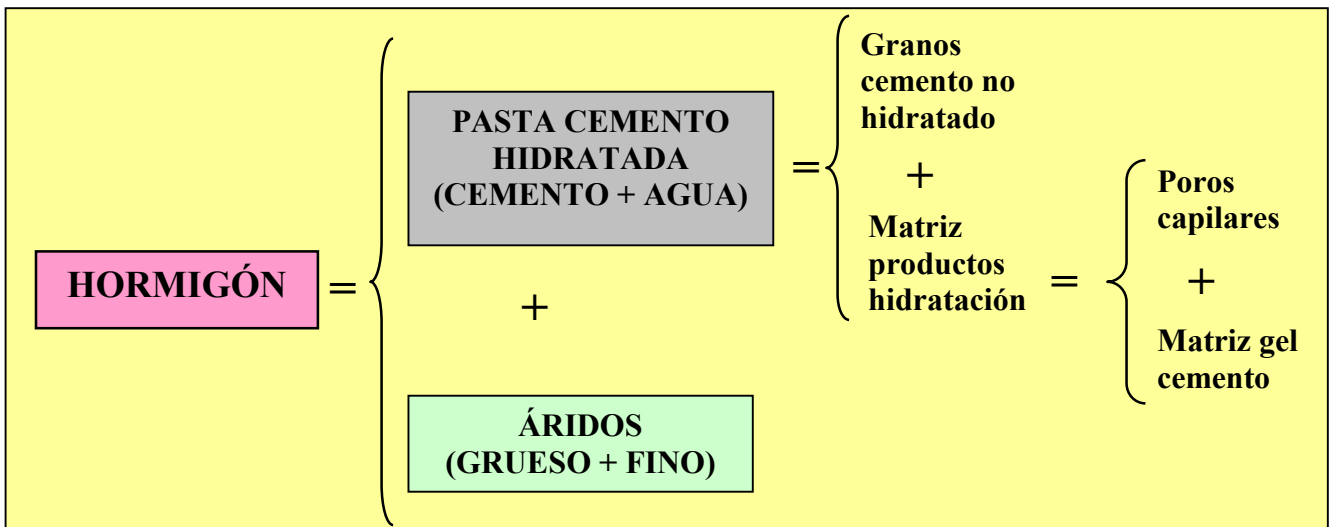 HORMIGÓN
=
PASTA CEMENTO
HIDRATADA
(CEMENTO + AGUA)
+
ÁRIDOS
(GRUESO + FINO)
=
Granos
cemento no
hidratado
+
Matriz
productos
hidratación
=
Poros
capilares
+
Matriz gel
cemento